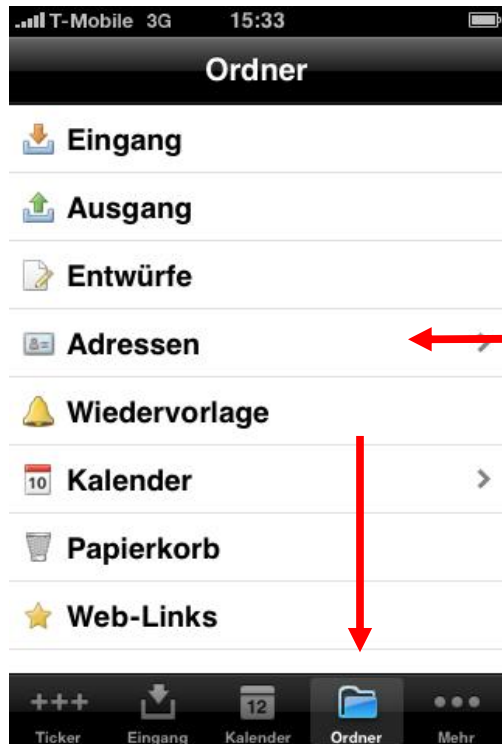 T-Mobile 3G 15:33
Ordner
Eingang
Ausgang
Entwürfe
Adressen
Wiedervorlage
10 Kalender
Papierkorb
Web-Links
+++ 12
Ticker Eingang Kalender Ordner Mehr